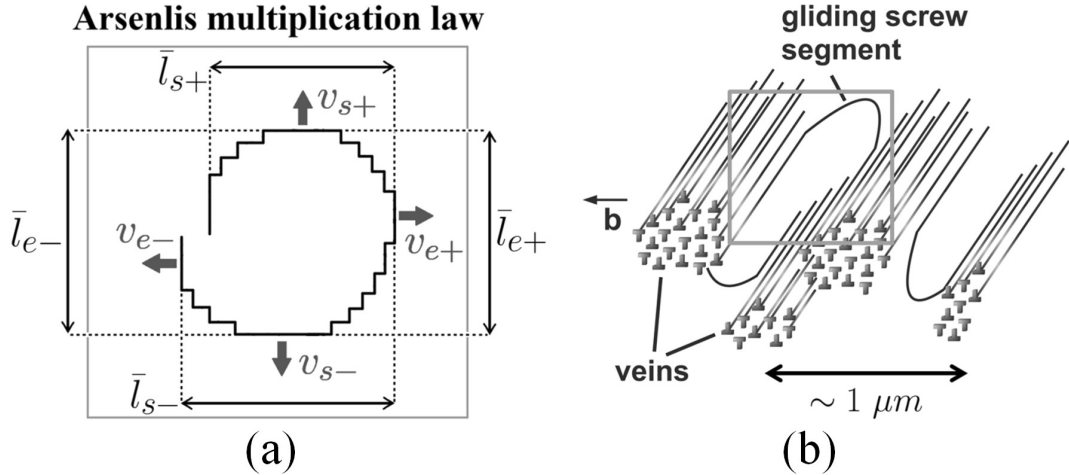 Arsenlis multiplication law
l̄ₛ₊
vₛ₊
l̄ₑ₋
vₑ₋
vₑ₊
l̄ₑ₊
vₛ₋
l̄ₛ₋
(a)
gliding screw
segment
b
veins
~ 1 μm
(b)